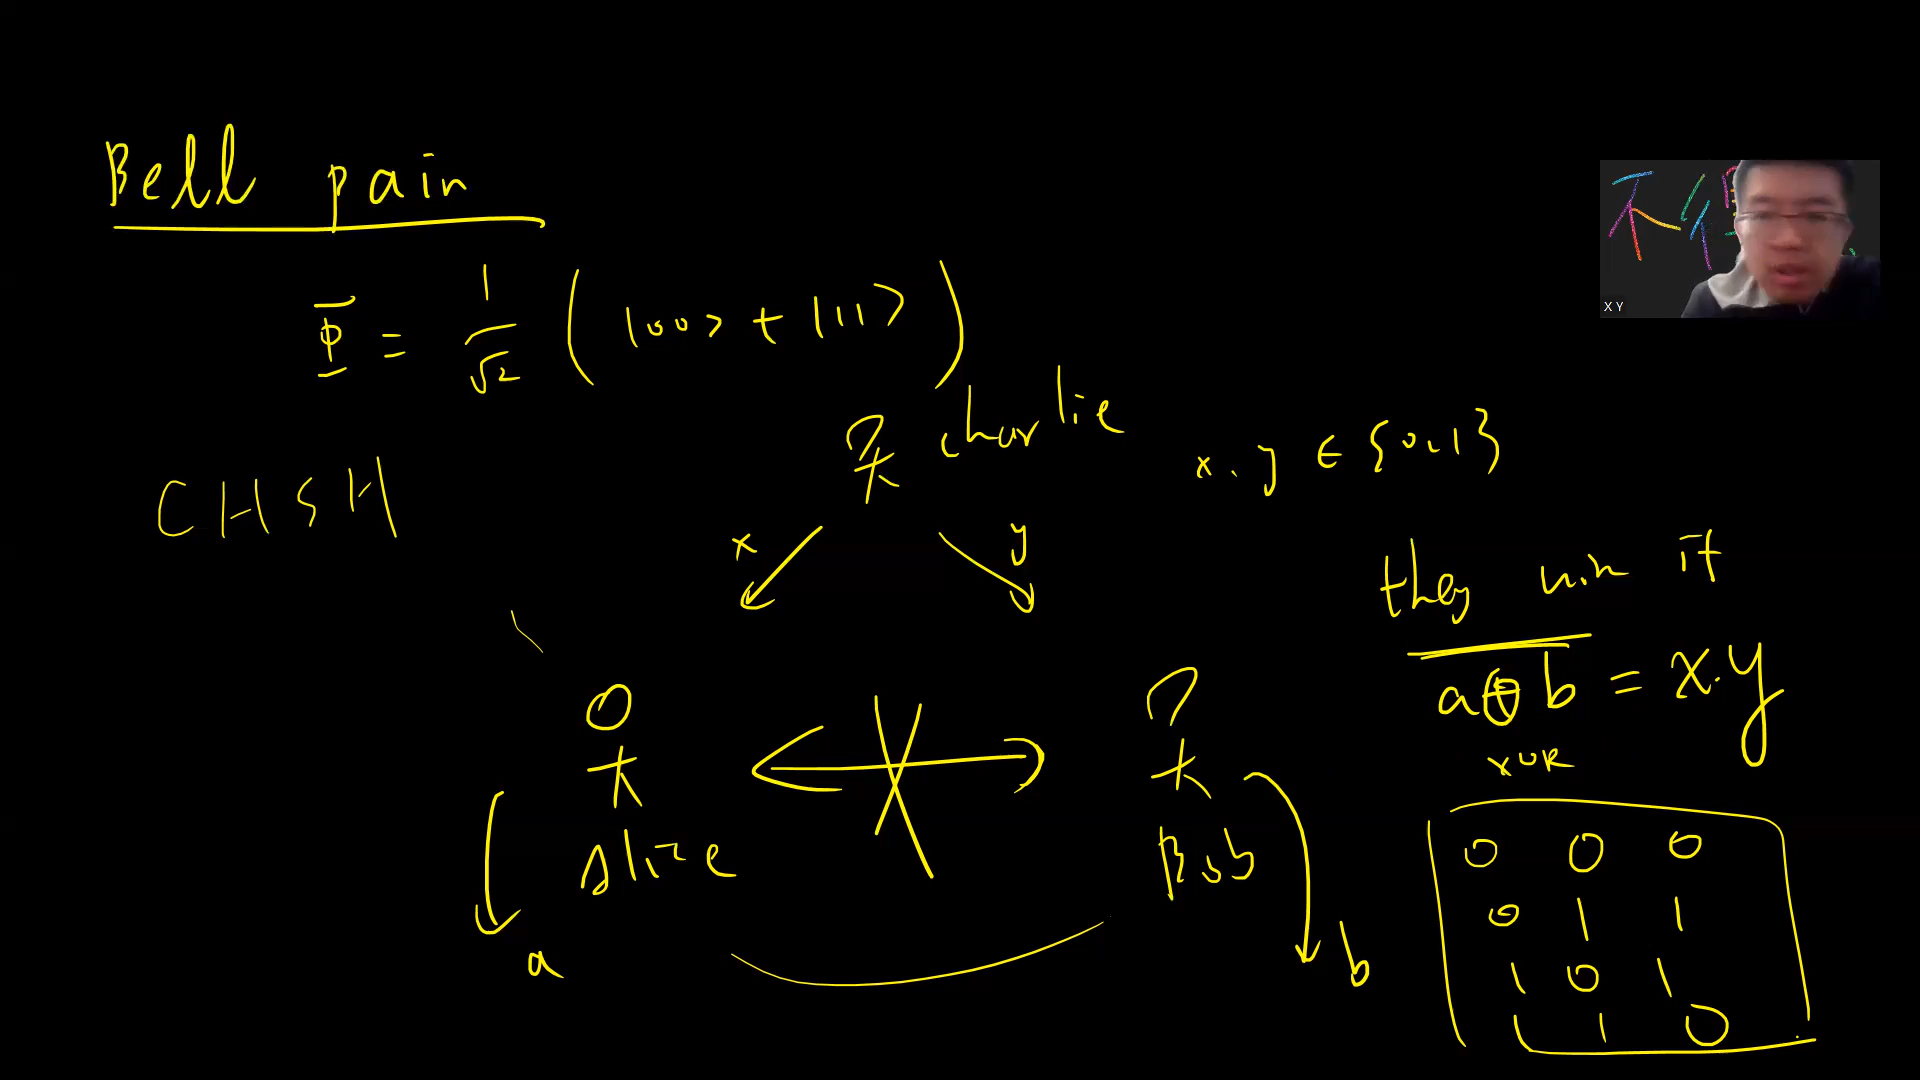 Bell pair
Φ = 1/√2 (|00> + |11>)
charlie
x, y ∈ {0,1}
CHSH
x
y
they win if
a ⊕ b = x.y
XOR
Alice
Bob
a
b
0 0 0
0 1 1
1 0 1
1 1 0
X Y